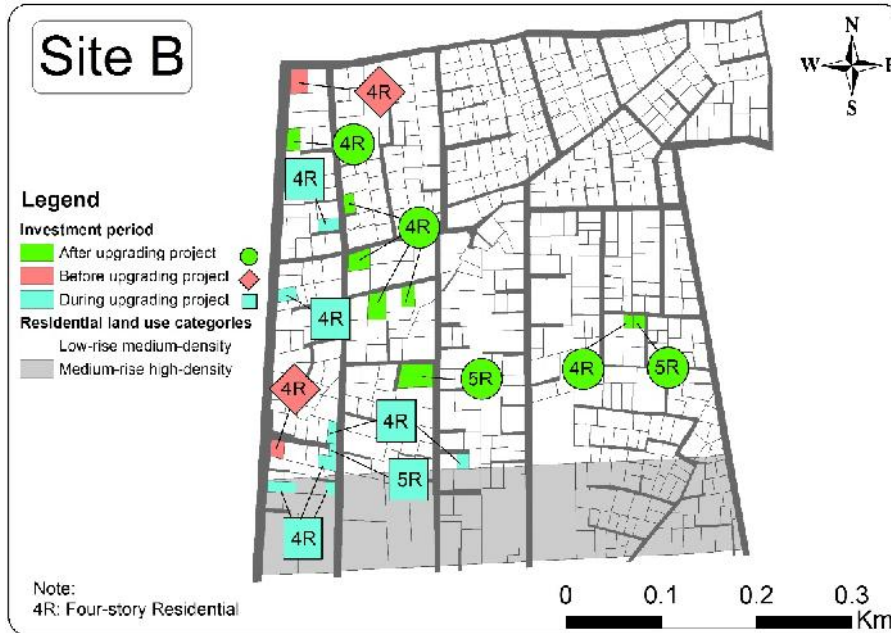 Site B
N
W
E
S
4R
4R
4R
4R
4R
4R
5R
4R
5R
4R
5R
4R
Legend
Investment period
After upgrading project
Before upgrading project
During upgrading project
Residential land use categories
Low-rise medium-density
Medium-rise high-density
Note:
4R: Four-story Residential
0 0.1 0.2 0.3
Km